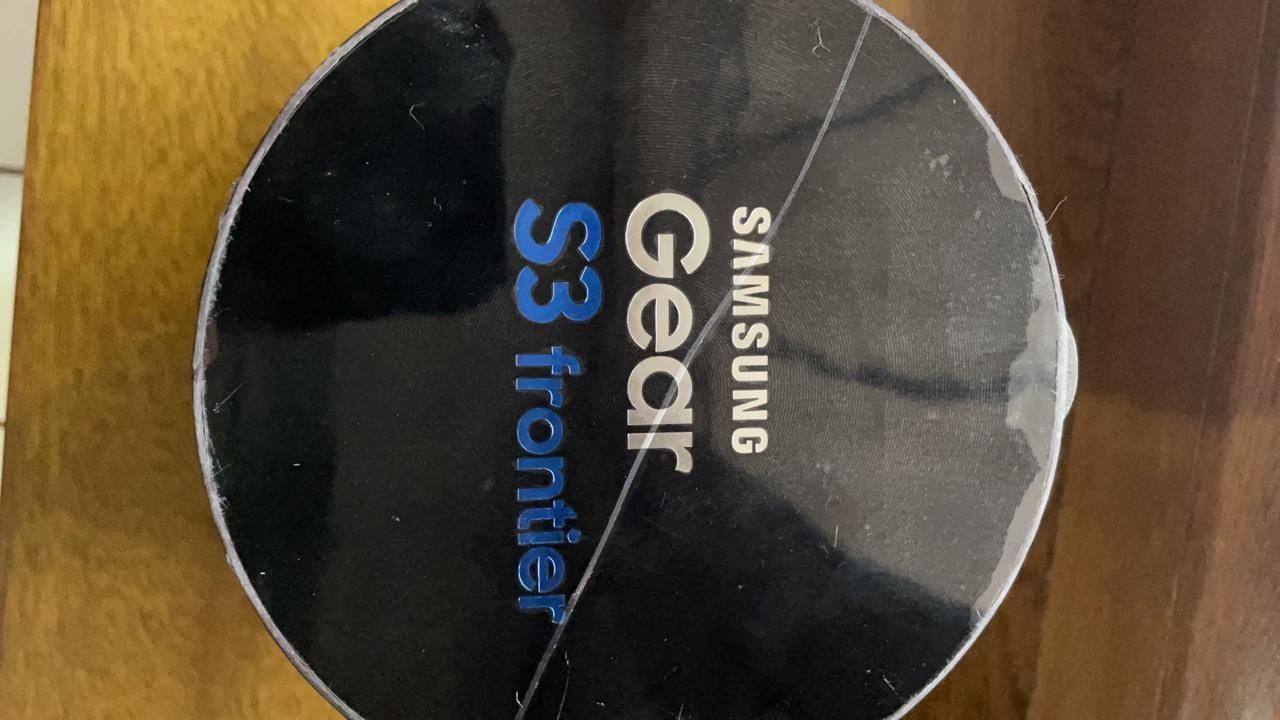 SAMSUNG
Gear
S3 frontier